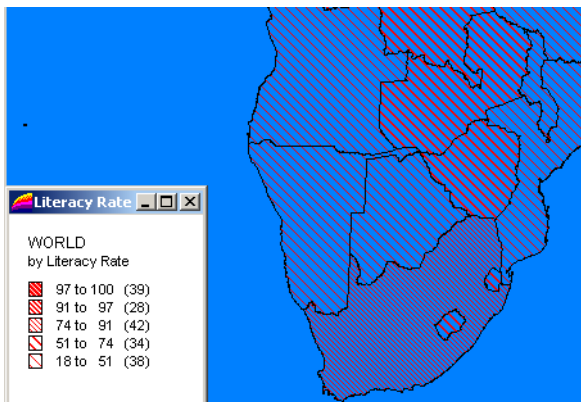 Literacy Rate
WORLD
by Literacy Rate
97 to 100 (39)
91 to 97 (28)
74 to 91 (42)
51 to 74 (34)
18 to 51 (38)